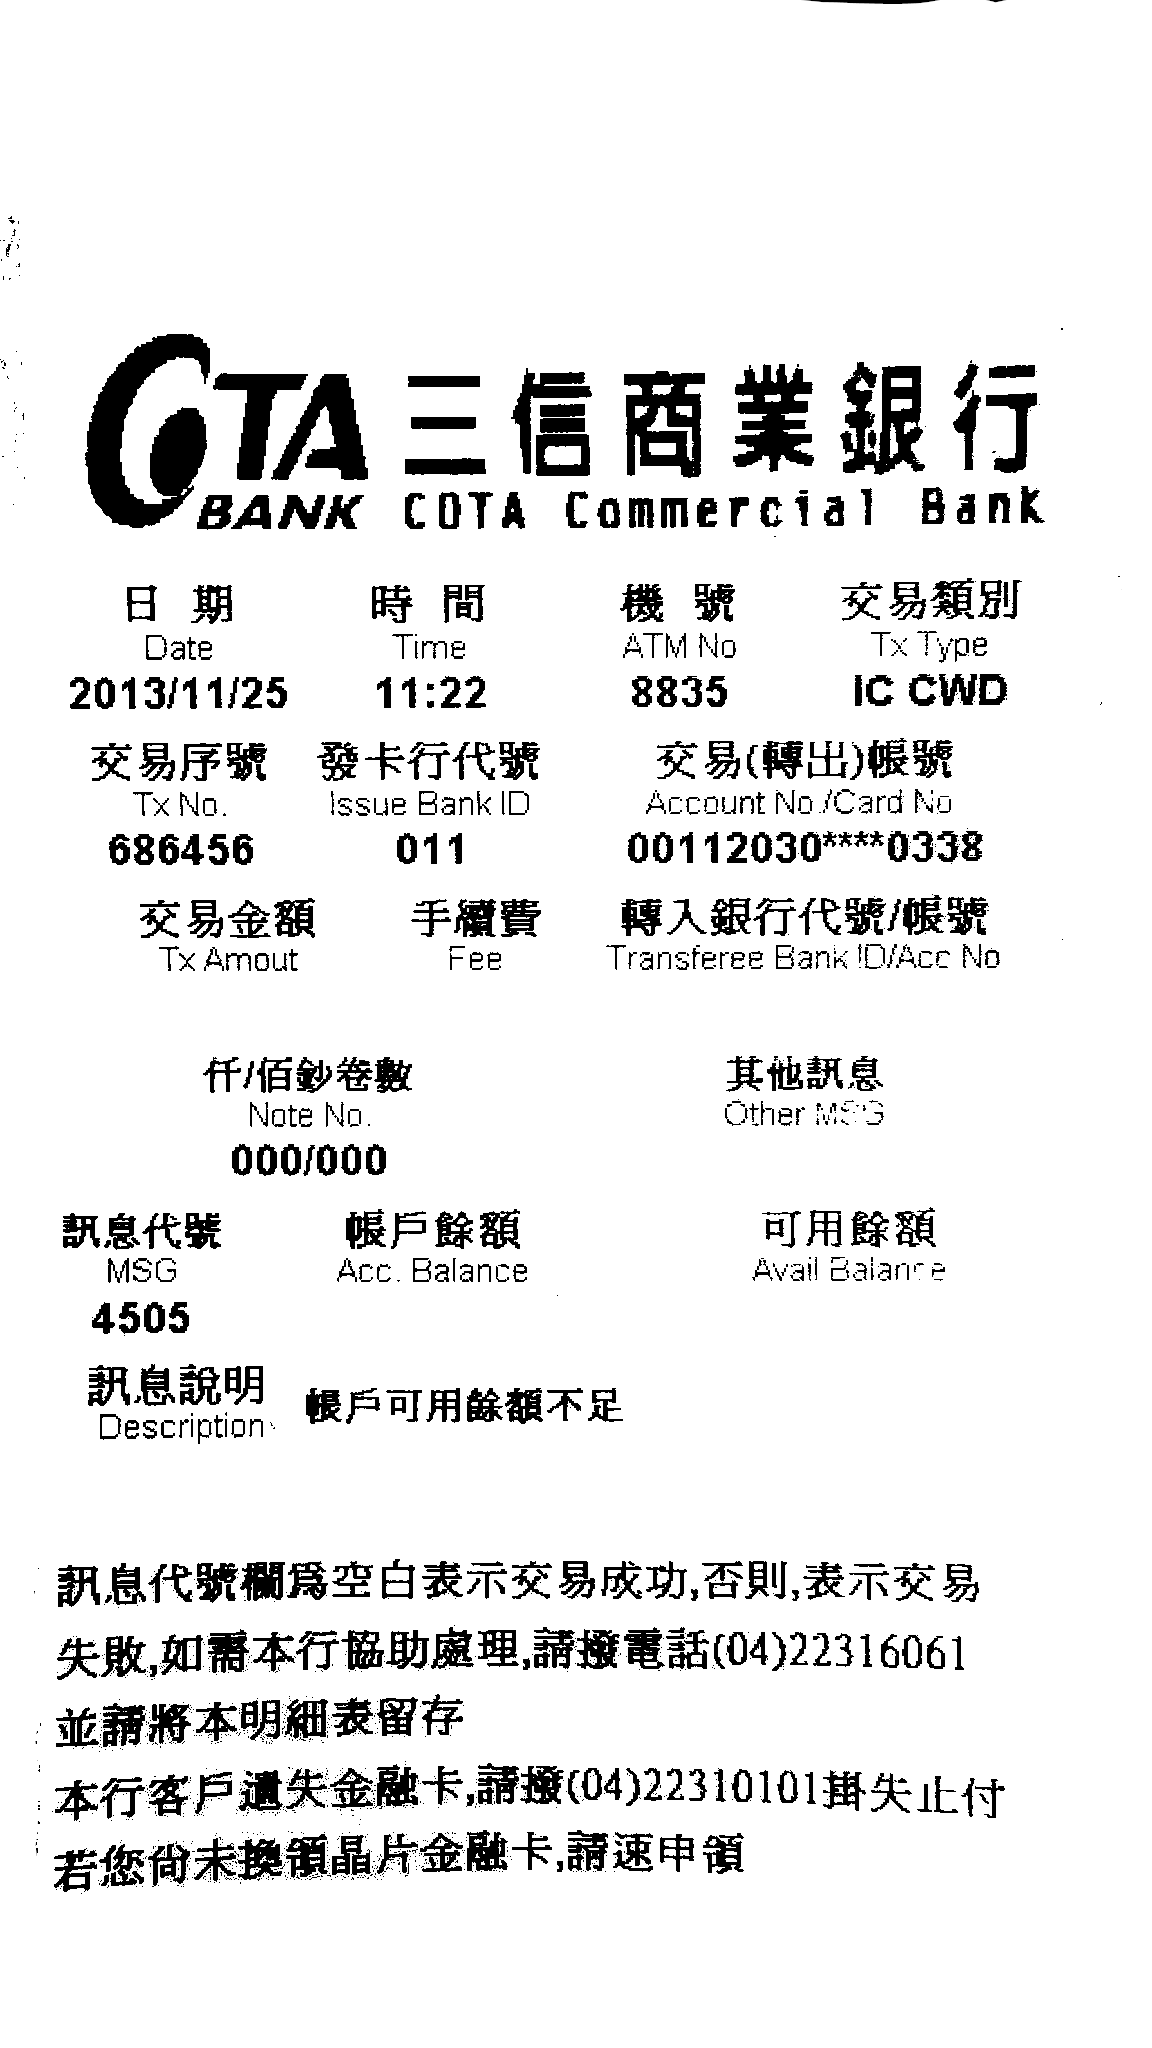 COTA 三信商業銀行
BANK COTA Commercial Bank
日 期 時 間 機 號 交易類別
Date Time ATM No Tx Type
2013/11/25 11:22 8835 IC CWD
交易序號 發卡行代號 交易(轉出)帳號
Tx No. Issue Bank ID Account No./Card No
686456 011 00112030****0338
交易金額 手續費 轉入銀行代號/帳號
Tx Amout Fee Transferee Bank ID/Acc No
仟/佰鈔卷數 其他訊息
Note No. Other MSG
000/000
訊息代號 帳戶餘額 可用餘額
MSG Acc. Balance Avail Balance
4505
訊息說明 帳戶可用餘額不足
Description
訊息代號欄為空白表示交易成功,否則,表示交易
失敗,如需本行協助處理,請撥電話(04)22316061
並請將本明細表留存
本行客戶遺失金融卡,請撥(04)22310101掛失止付
若您尚未換領晶片金融卡,請速申領